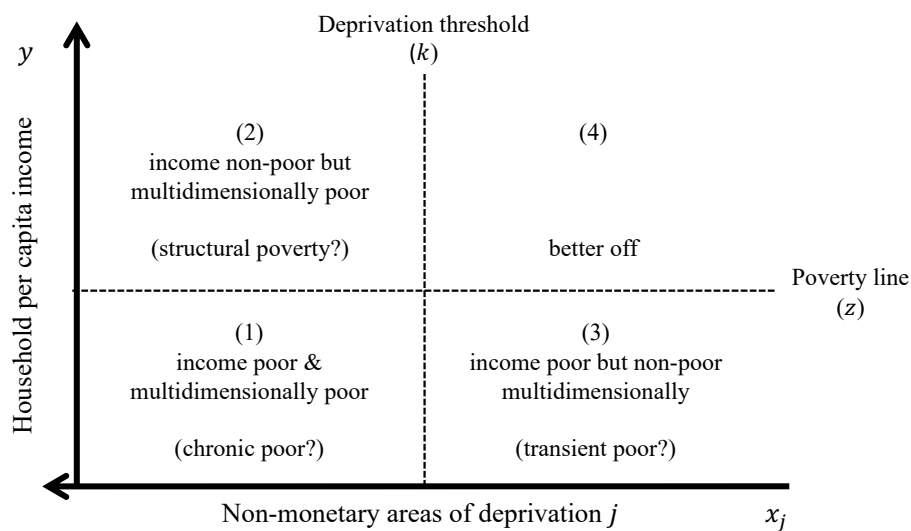 Deprivation threshold
(k)
y
Household per capita income
(2)
income non-poor but
multidimensionally poor
(structural poverty?)
(4)
better off
Poverty line
(z)
(1)
income poor &
multidimensionally poor
(chronic poor?)
(3)
income poor but non-poor
multidimensionally
(transient poor?)
Non-monetary areas of deprivation j
xj